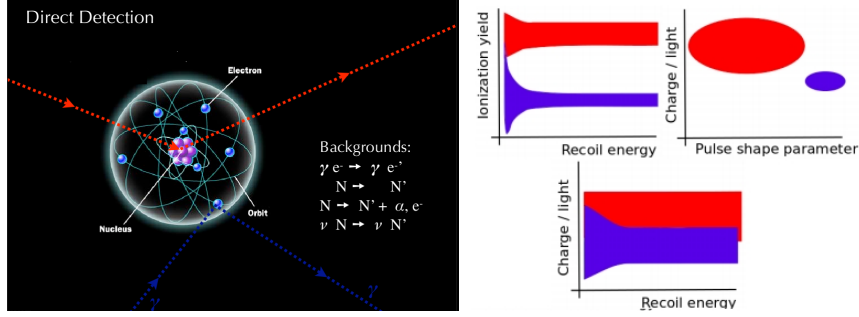 Direct Detection
Electron
Nucleus
Orbit
Backgrounds:
γ e- → γ e-'
N → N'
N → N' + α, e-
ν N → ν N'
γ
γ
Ionization yield
Recoil energy
Charge / light
Pulse shape parameter
Charge / light
Recoil energy